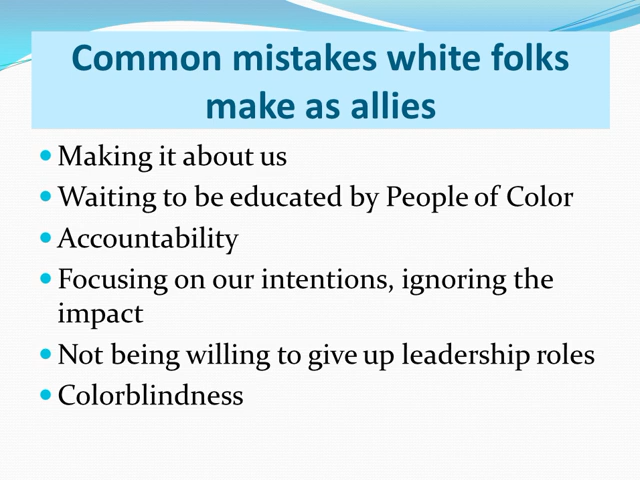 Common mistakes white folks
make as allies
Making it about us
Waiting to be educated by People of Color
Accountability
Focusing on our intentions, ignoring the
impact
Not being willing to give up leadership roles
Colorblindness